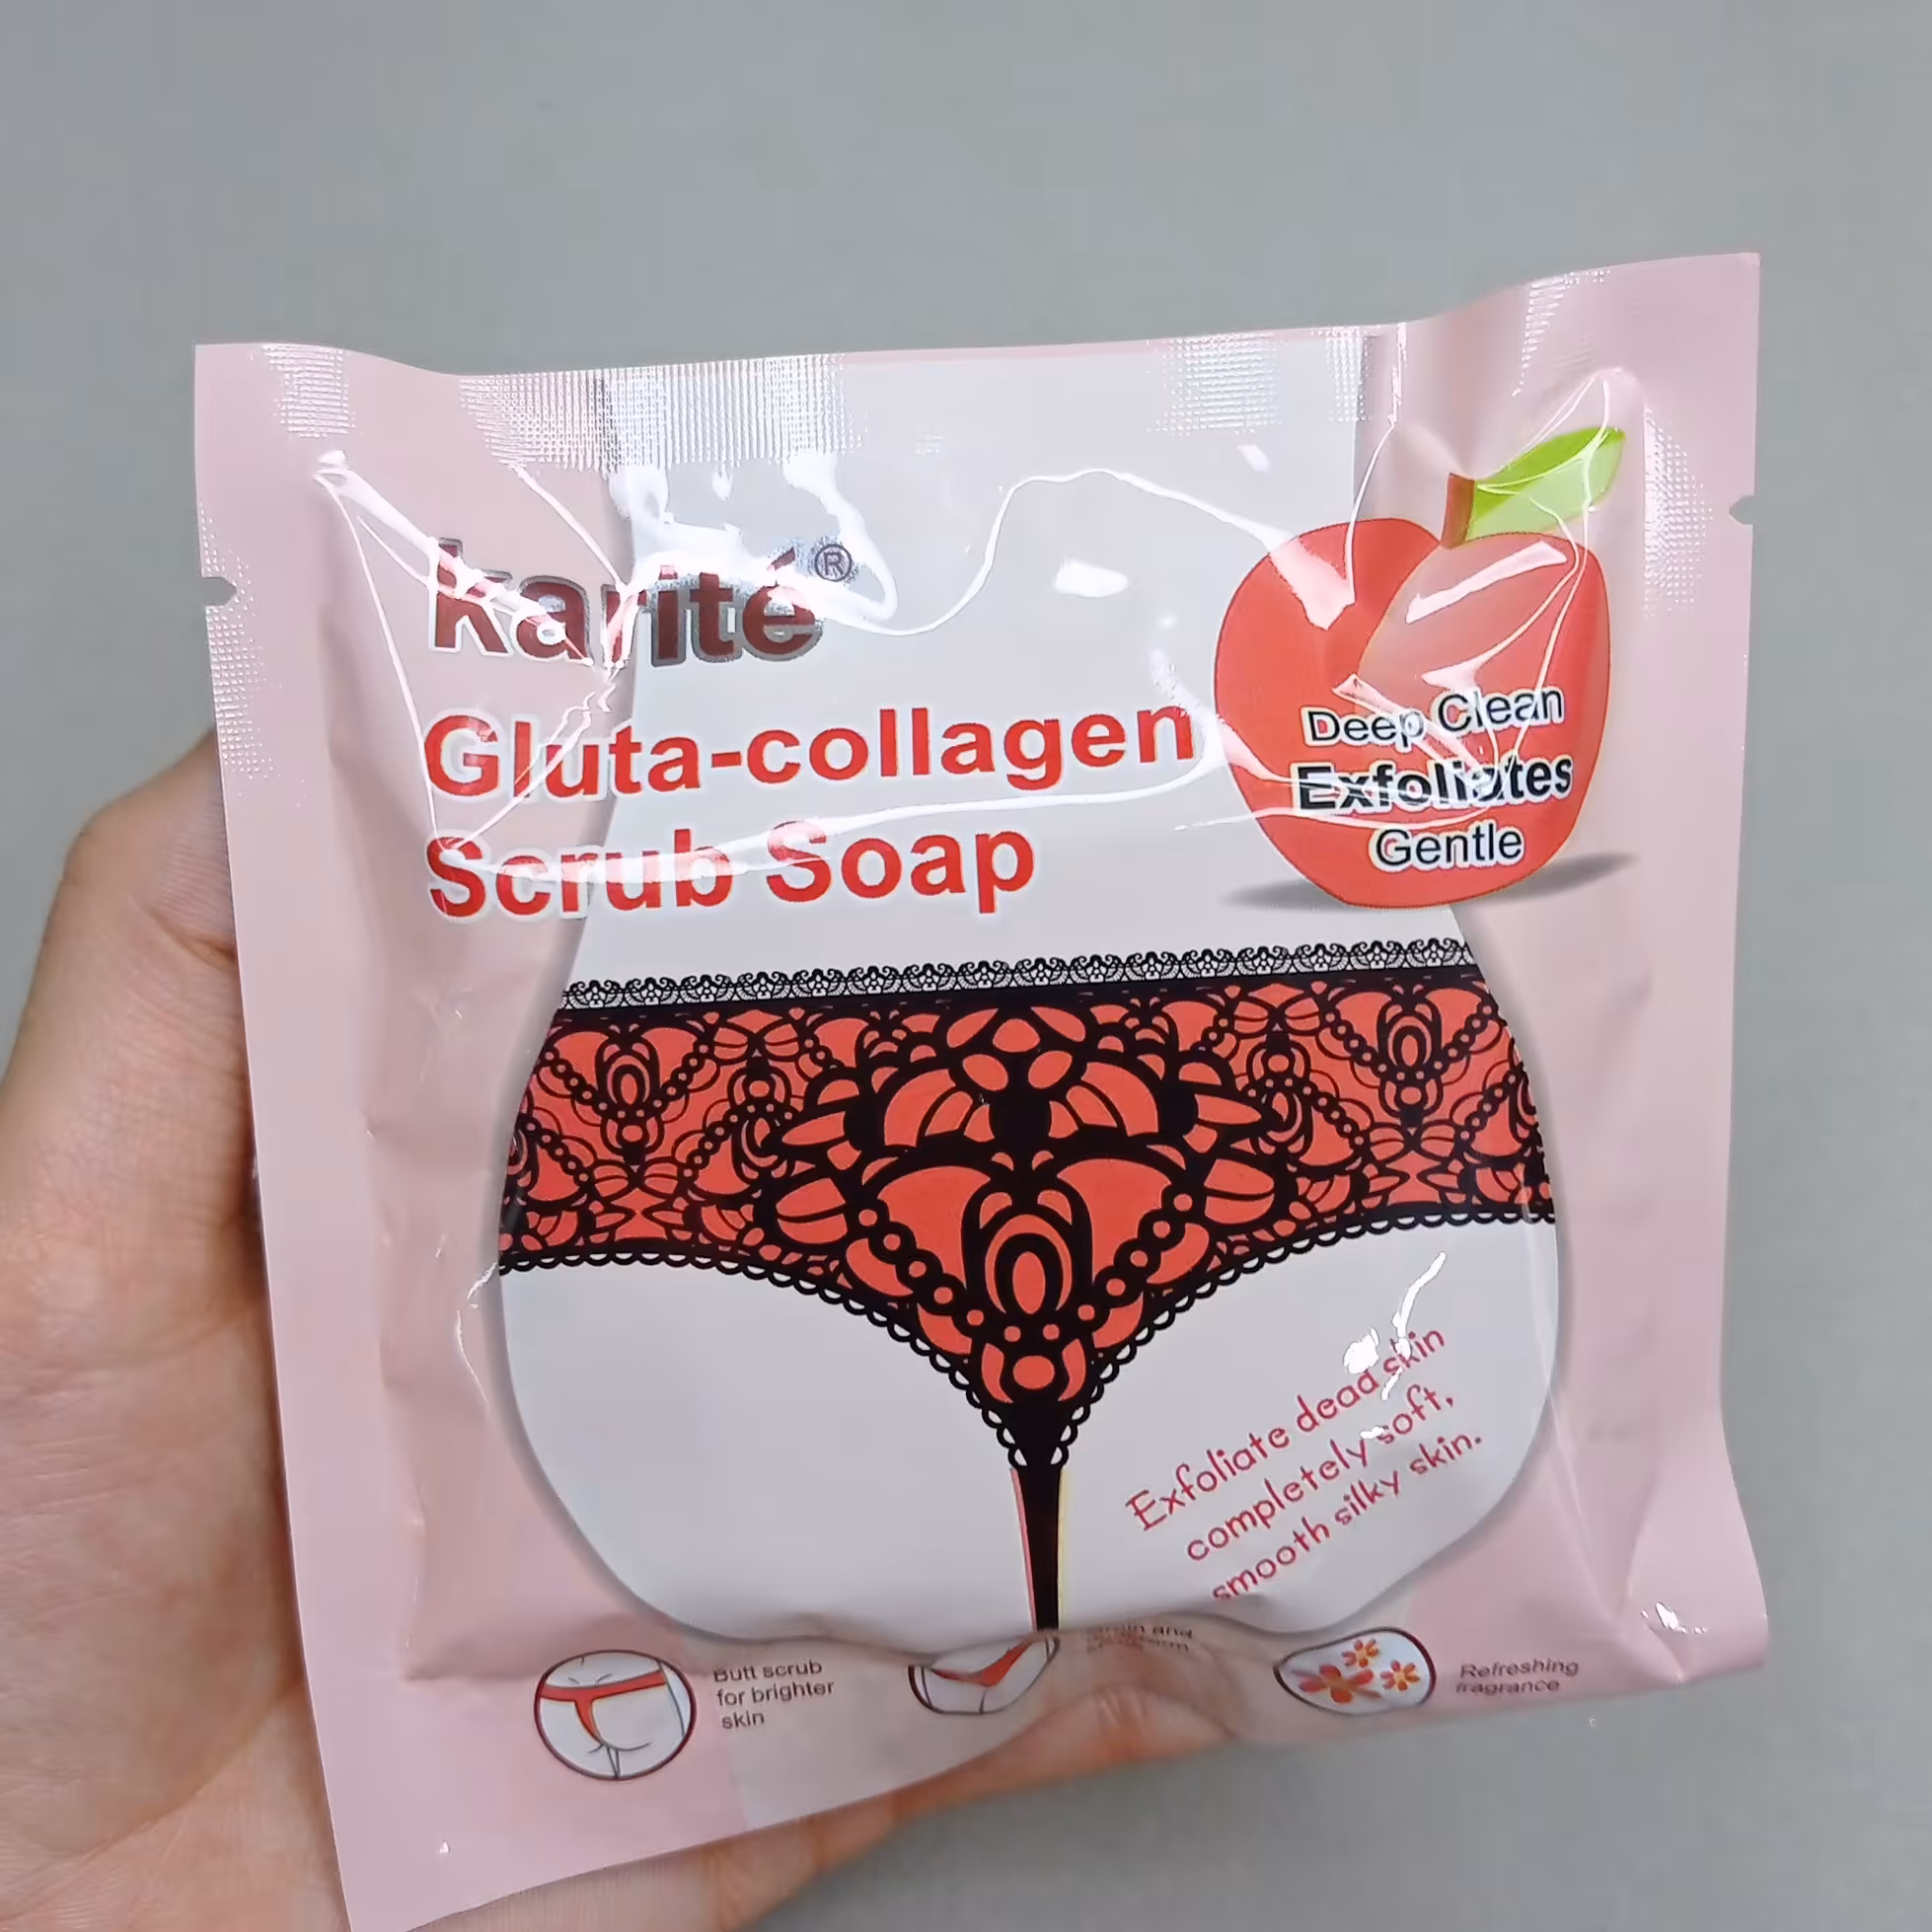 karité®
Gluta-collagen
Scrub Soap
Deep Clean
Exfoliates
Gentle
Exfoliate dead skin
completely soft,
smooth silky skin.
Butt scrub
for brighter
skin
and
Refreshing
fragrance